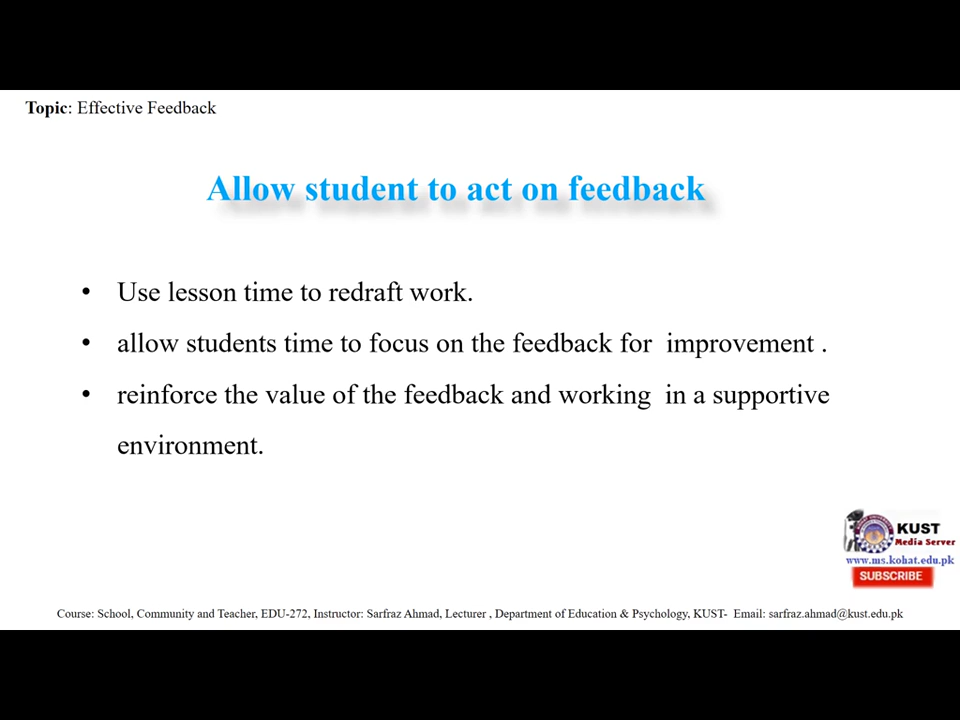 Topic: Effective Feedback
Allow student to act on feedback
• Use lesson time to redraft work.
• allow students time to focus on the feedback for improvement .
• reinforce the value of the feedback and working in a supportive
environment.
KUST
Media Server
www.ms.kohat.edu.pk
SUBSCRIBE
Course: School, Community and Teacher, EDU-272, Instructor: Sarfraz Ahmad, Lecturer , Department of Education & Psychology, KUST- Email: sarfraz.ahmad@kust.edu.pk